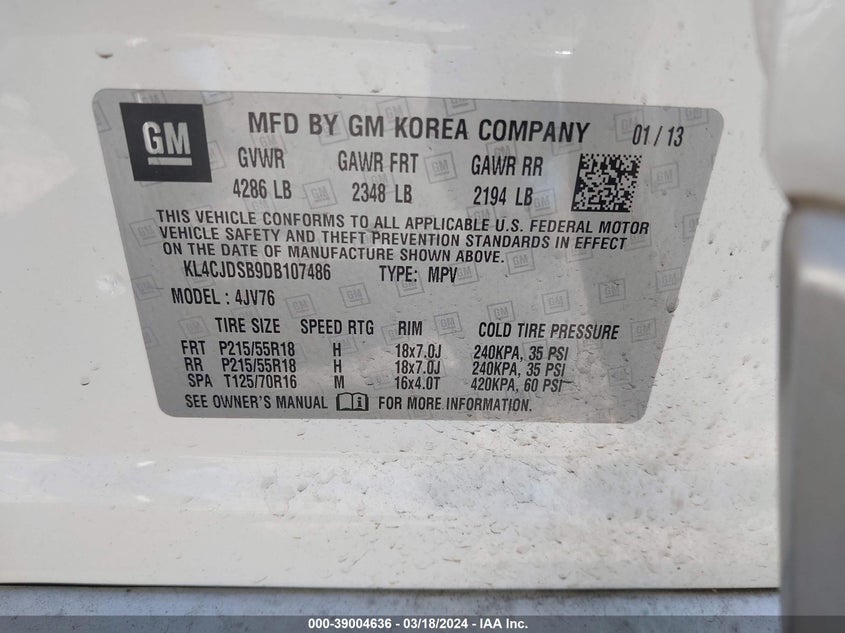 GM MFD BY GM KOREA COMPANY 01/13
GVWR GAWR FRT GAWR RR
4286 LB 2348 LB 2194 LB
THIS VEHICLE CONFORMS TO ALL APPLICABLE U.S. FEDERAL MOTOR
VEHICLE SAFETY AND THEFT PREVENTION STANDARDS IN EFFECT
ON THE DATE OF MANUFACTURE SHOWN ABOVE.
KL4CJDSB9DB107486 TYPE: MPV
MODEL : 4JV76
TIRE SIZE SPEED RTG RIM COLD TIRE PRESSURE
FRT P215/55R18 H 18x7.0J 240KPA, 35 PSI
RR P215/55R18 H 18x7.0J 240KPA, 35 PSI
SPA T125/70R16 M 16x4.0T 420KPA, 60 PSI
SEE OWNER'S MANUAL FOR MORE INFORMATION.
000-39004636 - 03/18/2024 - IAA, Inc.